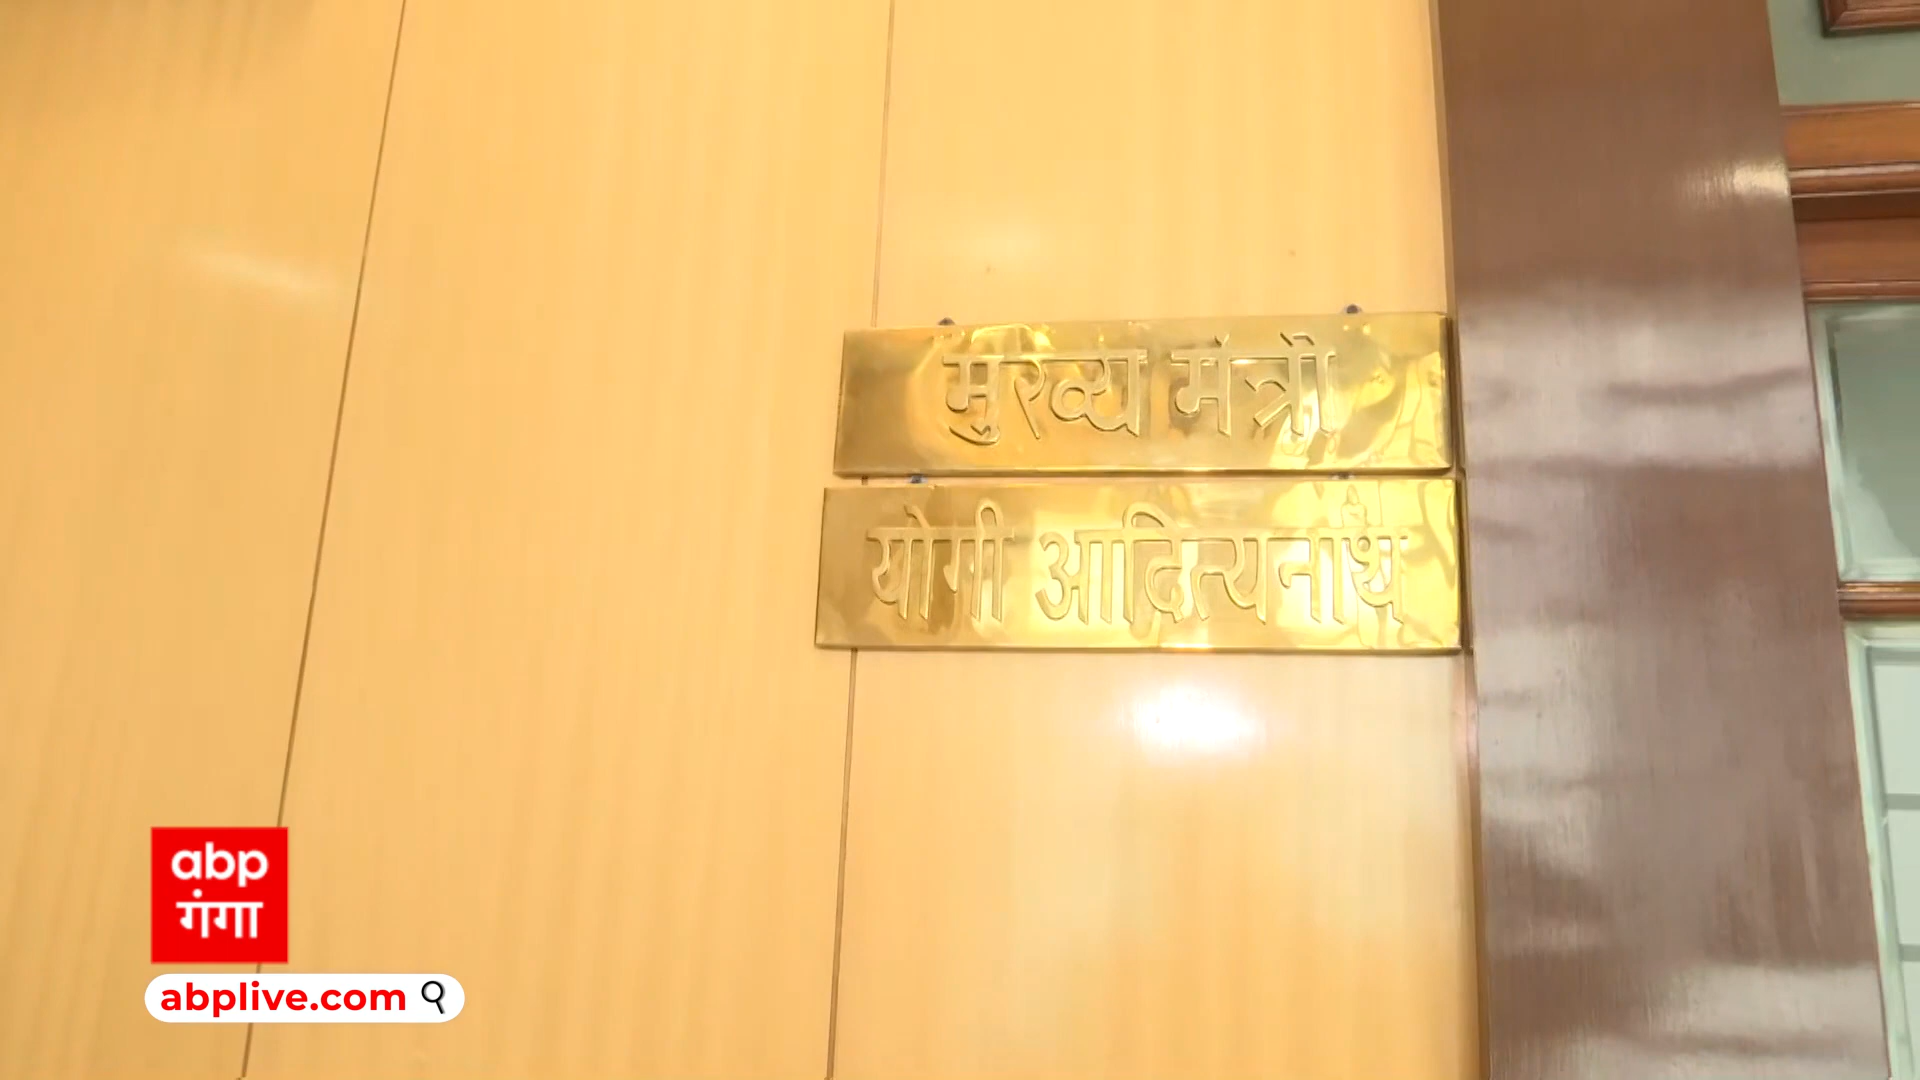 मुख्य मंत्री
योगी आदित्यनाथ
abp
गंगा
abplive.com